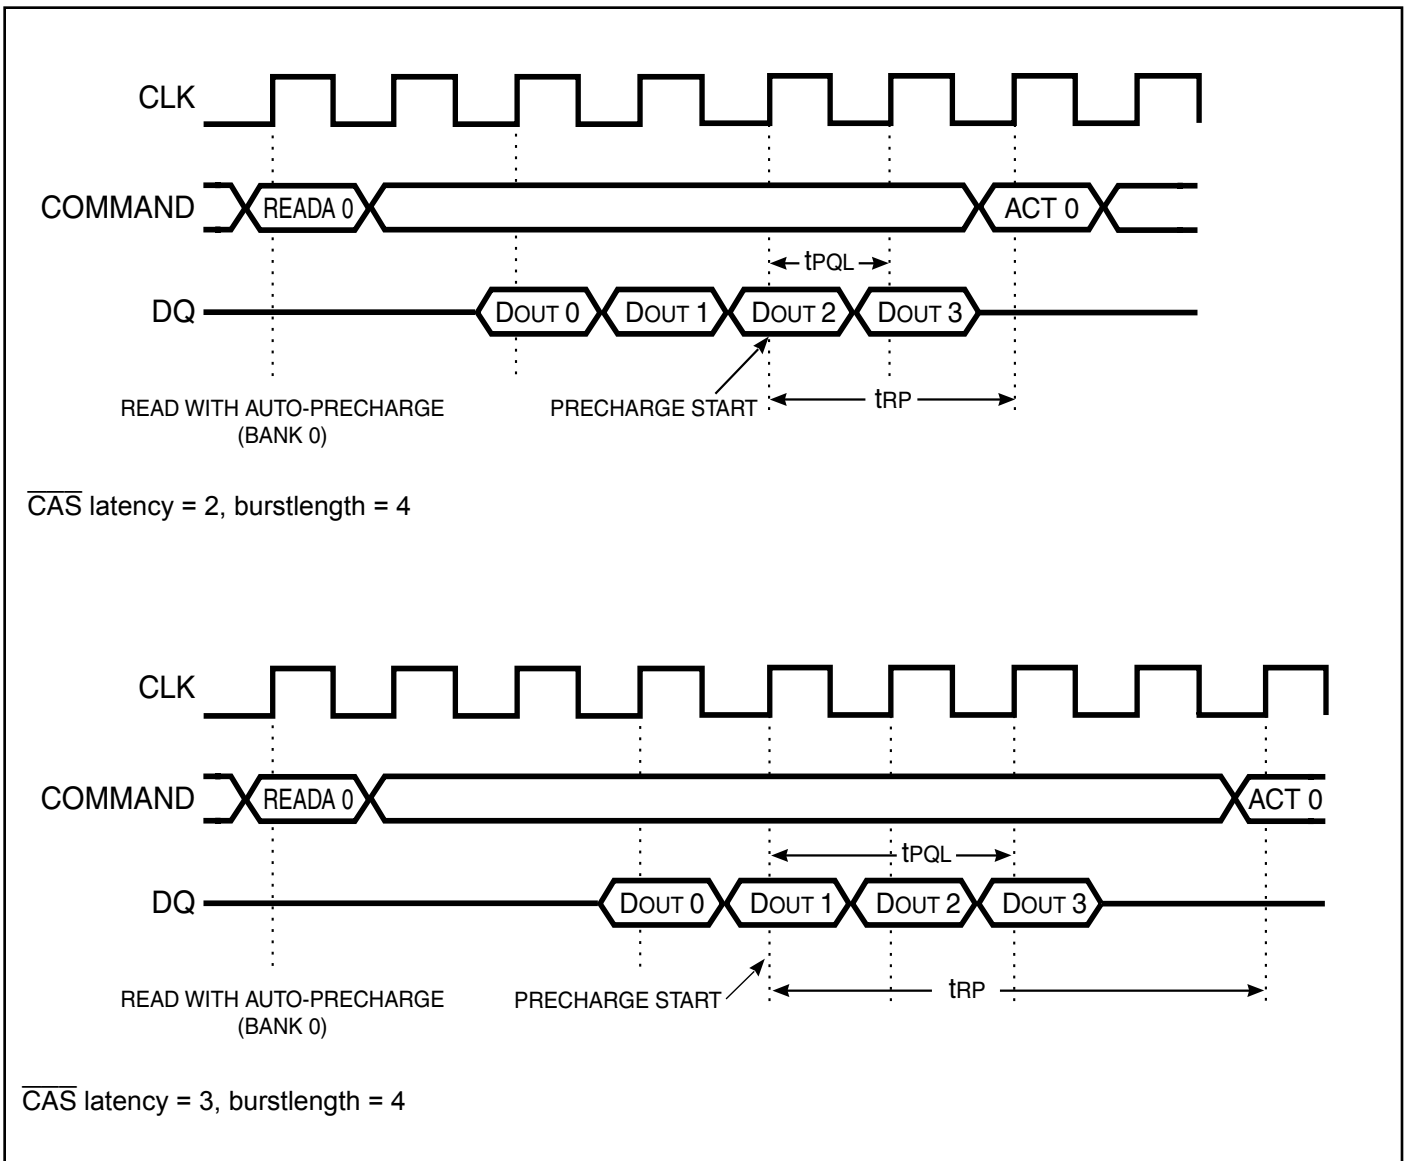 CLK
COMMAND
READA 0
ACT 0
tPQL
DQ
DOUT 0
DOUT 1
DOUT 2
DOUT 3
READ WITH AUTO-PRECHARGE
(BANK 0)
PRECHARGE START
tRP
CAS latency = 2, burstlength = 4
CLK
COMMAND
READA 0
ACT 0
tPQL
DQ
DOUT 0
DOUT 1
DOUT 2
DOUT 3
READ WITH AUTO-PRECHARGE
(BANK 0)
PRECHARGE START
tRP
CAS latency = 3, burstlength = 4